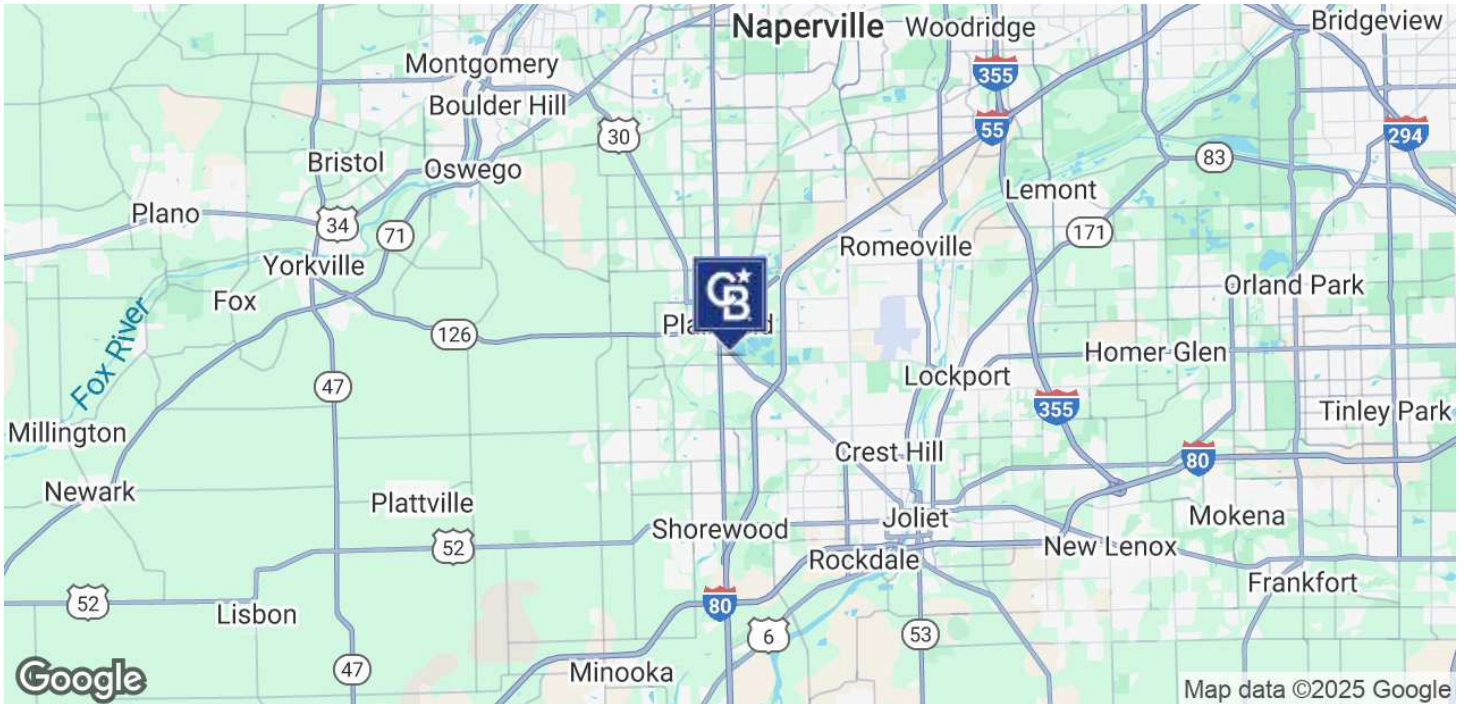 Naperville
Woodridge
Bridgeview
Montgomery
355
Boulder Hill
55
30
294
Bristol
Oswego
83
Lemont
Plano
34
71
171
Romeoville
Yorkville
CB
Orland Park
Fox
126
Homer Glen
Fox River
47
Lockport
355
Tinley Park
Millington
Crest Hill
80
Newark
Plattville
Shorewood
Joliet
Mokena
52
Rockdale
New Lenox
Frankfort
52
Lisbon
80
6
53
47
Minooka
Google
Map data ©2025 Google